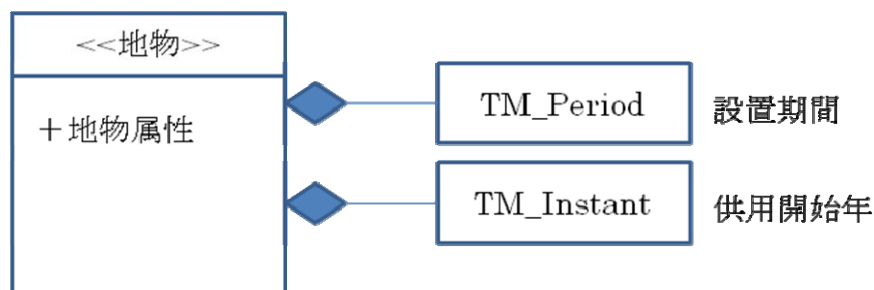 <<地物>>
＋地物属性
TM_Period
設置期間
TM_Instant
供用開始年